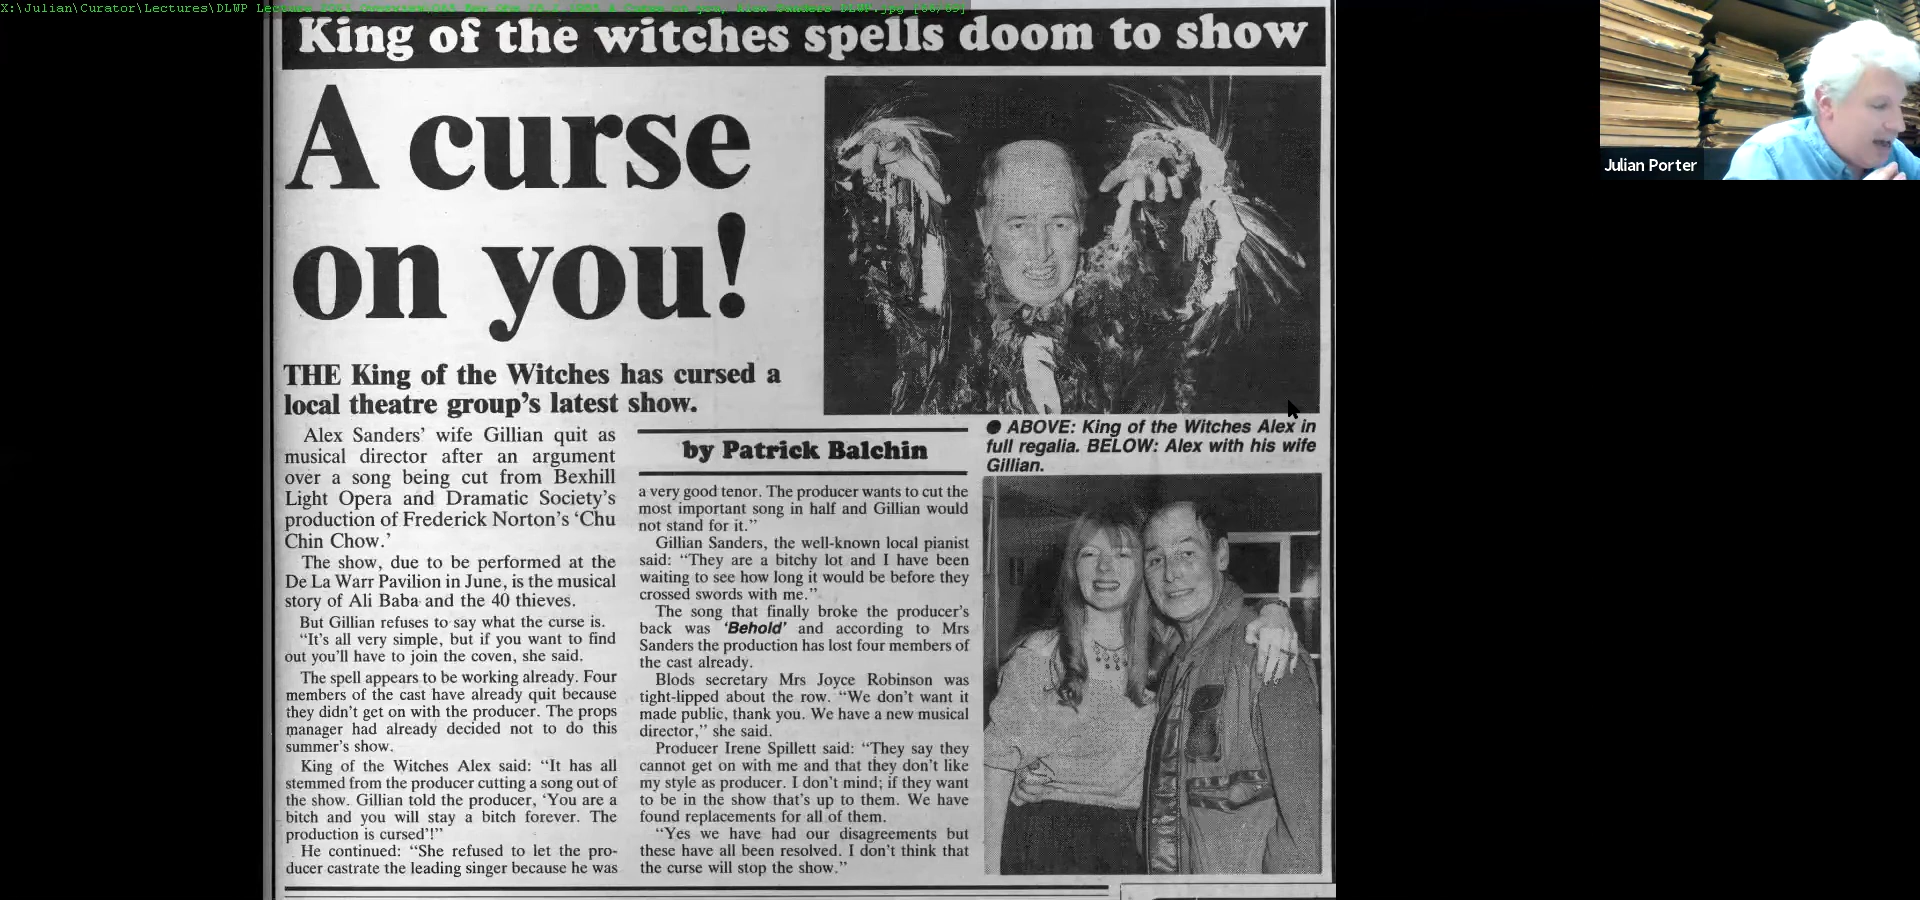 King of the witches spells doom to show
A curse
on you!
THE King of the Witches has cursed a
local theatre group's latest show.
Alex Sanders' wife Gillian quit as
musical director after an argument
over a song being cut from Bexhill
Light Opera and Dramatic Society's
production of Frederick Norton's 'Chu
Chin Chow.'
The show, due to be performed at the
De La Warr Pavilion in June, is the musical
story of Ali Baba and the 40 thieves.
But Gillian refuses to say what the curse is.
"It's all very simple, but if you want to find
out you'll have to join the coven, she said.
The spell appears to be working already. Four
members of the cast have already quit because
they didn't get on with the producer. The props
manager had already decided not to do this
summer's show.
King of the Witches Alex said: "It has all
stemmed from the producer cutting a song out of
the show. Gillian told the producer, 'You are a
bitch and you will stay a bitch forever. The
production is cursed'!"
He continued: "She refused to let the pro-
ducer castrate the leading singer because he was
by Patrick Balchin
a very good tenor. The producer wants to cut the
most important song in half and Gillian would
not stand for it."
Gillian Sanders, the well-known local pianist
said: "They are a bitchy lot and I have been
waiting to see how long it would be before they
crossed swords with me."
The song that finally broke the producer's
back was 'Behold' and according to Mrs
Sanders the production has lost four members of
the cast already.
Blods secretary Mrs Joyce Robinson was
tight-lipped about the row. "We don't want it
made public, thank you. We have a new musical
director," she said.
Producer Irene Spillett said: "They say they
cannot get on with me and that they don't like
my style as producer. I don't mind; if they want
to be in the show that's up to them. We have
found replacements for all of them.
"Yes we have had our disagreements but
these have all been resolved. I don't think that
the curse will stop the show."
● ABOVE: King of the Witches Alex in
full regalia. BELOW: Alex with his wife
Gillian.
X:\Julian\Curator\Lectures\DLWP
Julian Porter